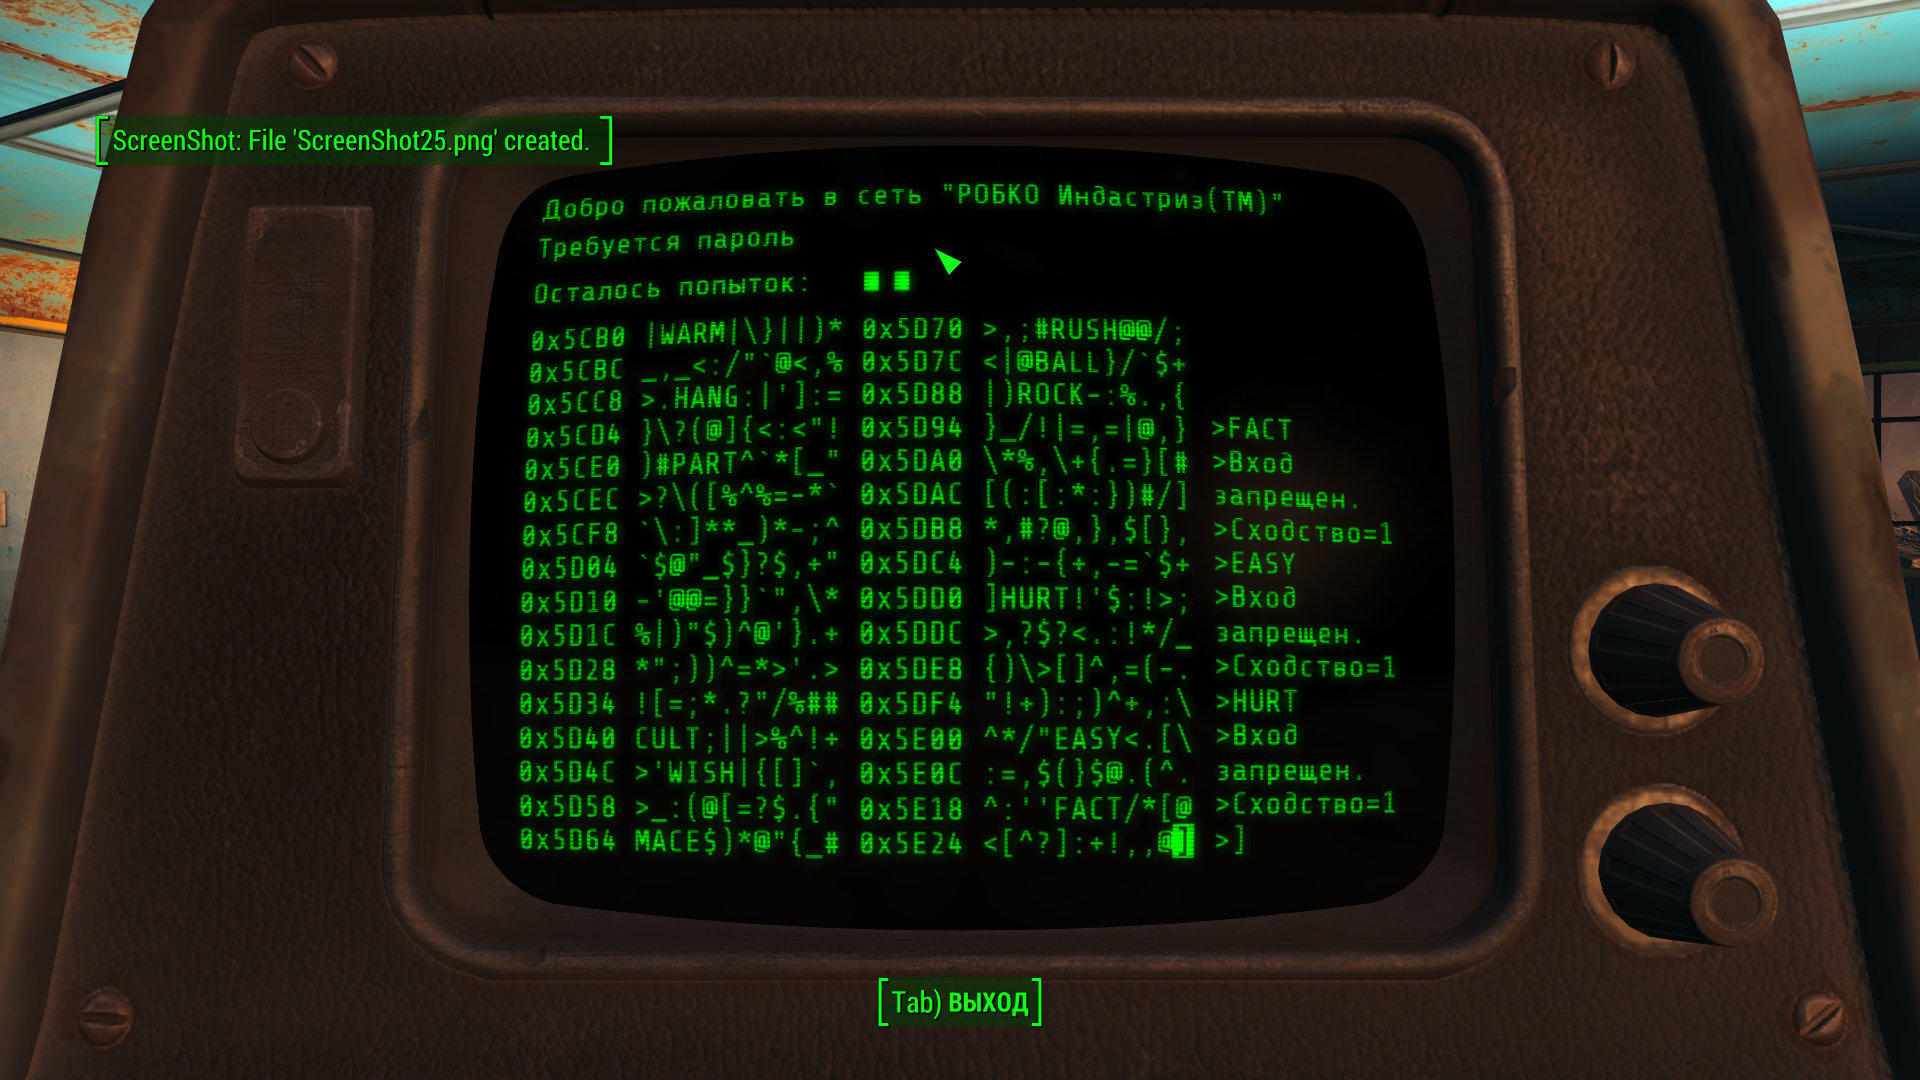 ScreenShot: File 'ScreenShot25.png' created.
Добро пожаловать в сеть "РОБКО Индастриз(ТМ)"
Требуется пароль
Осталось попыток:
0x5CB0 |WARM|\}||)* 0x5D70 >,;#RUSH@@/;
0x5CBC _,_<:/"`@<,% 0x5D7C <|@BALL}/`$+
0x5CC8 >.HANG:|']:= 0x5D88 |)ROCK-:%.,{
0x5CD4 }\?(@]{<:<"! 0x5D94 }_/!|=,=|@,} >FACT
0x5CE0 )#PART^`*[_" 0x5DA0 \*%,\+{.=}[# >Вход
0x5CEC >?\([%^%=-*` 0x5DAC [(:[:*:})#/] запрещен.
0x5CF8 `\:]**_)*-;^ 0x5DB8 *,#?@,},$[}, >Сходство=1
0x5D04 `$@"_$}?$,+" 0x5DC4 )-:-{+,-=`$+ >EASY
0x5D10 -'@@=}}`",\* 0x5DD0 ]HURT!'$:!>; >Вход
0x5D1C %|)"$)^@'}.+ 0x5DDC >,?$?<.:!*/_ запрещен.
0x5D28 *";))^=*>'.> 0x5DE8 {)\>[]^,=(-. >Сходство=1
0x5D34 ![=;*.?"/%## 0x5DF4 "!+):;)^+,:\ >HURT
0x5D40 CULT;||>%^!+ 0x5E00 ^*/"EASY<.[\ >Вход
0x5D4C >'WISH|{[]`, 0x5E0C :=,$(}$@.(^. запрещен.
0x5D58 >_:(@[=?$.{" 0x5E18 ^:''FACT/*[@ >Сходство=1
0x5D64 MACE$)*@"{_# 0x5E24 <[^?]:+!,,@] >]
Tab) ВЫХОД